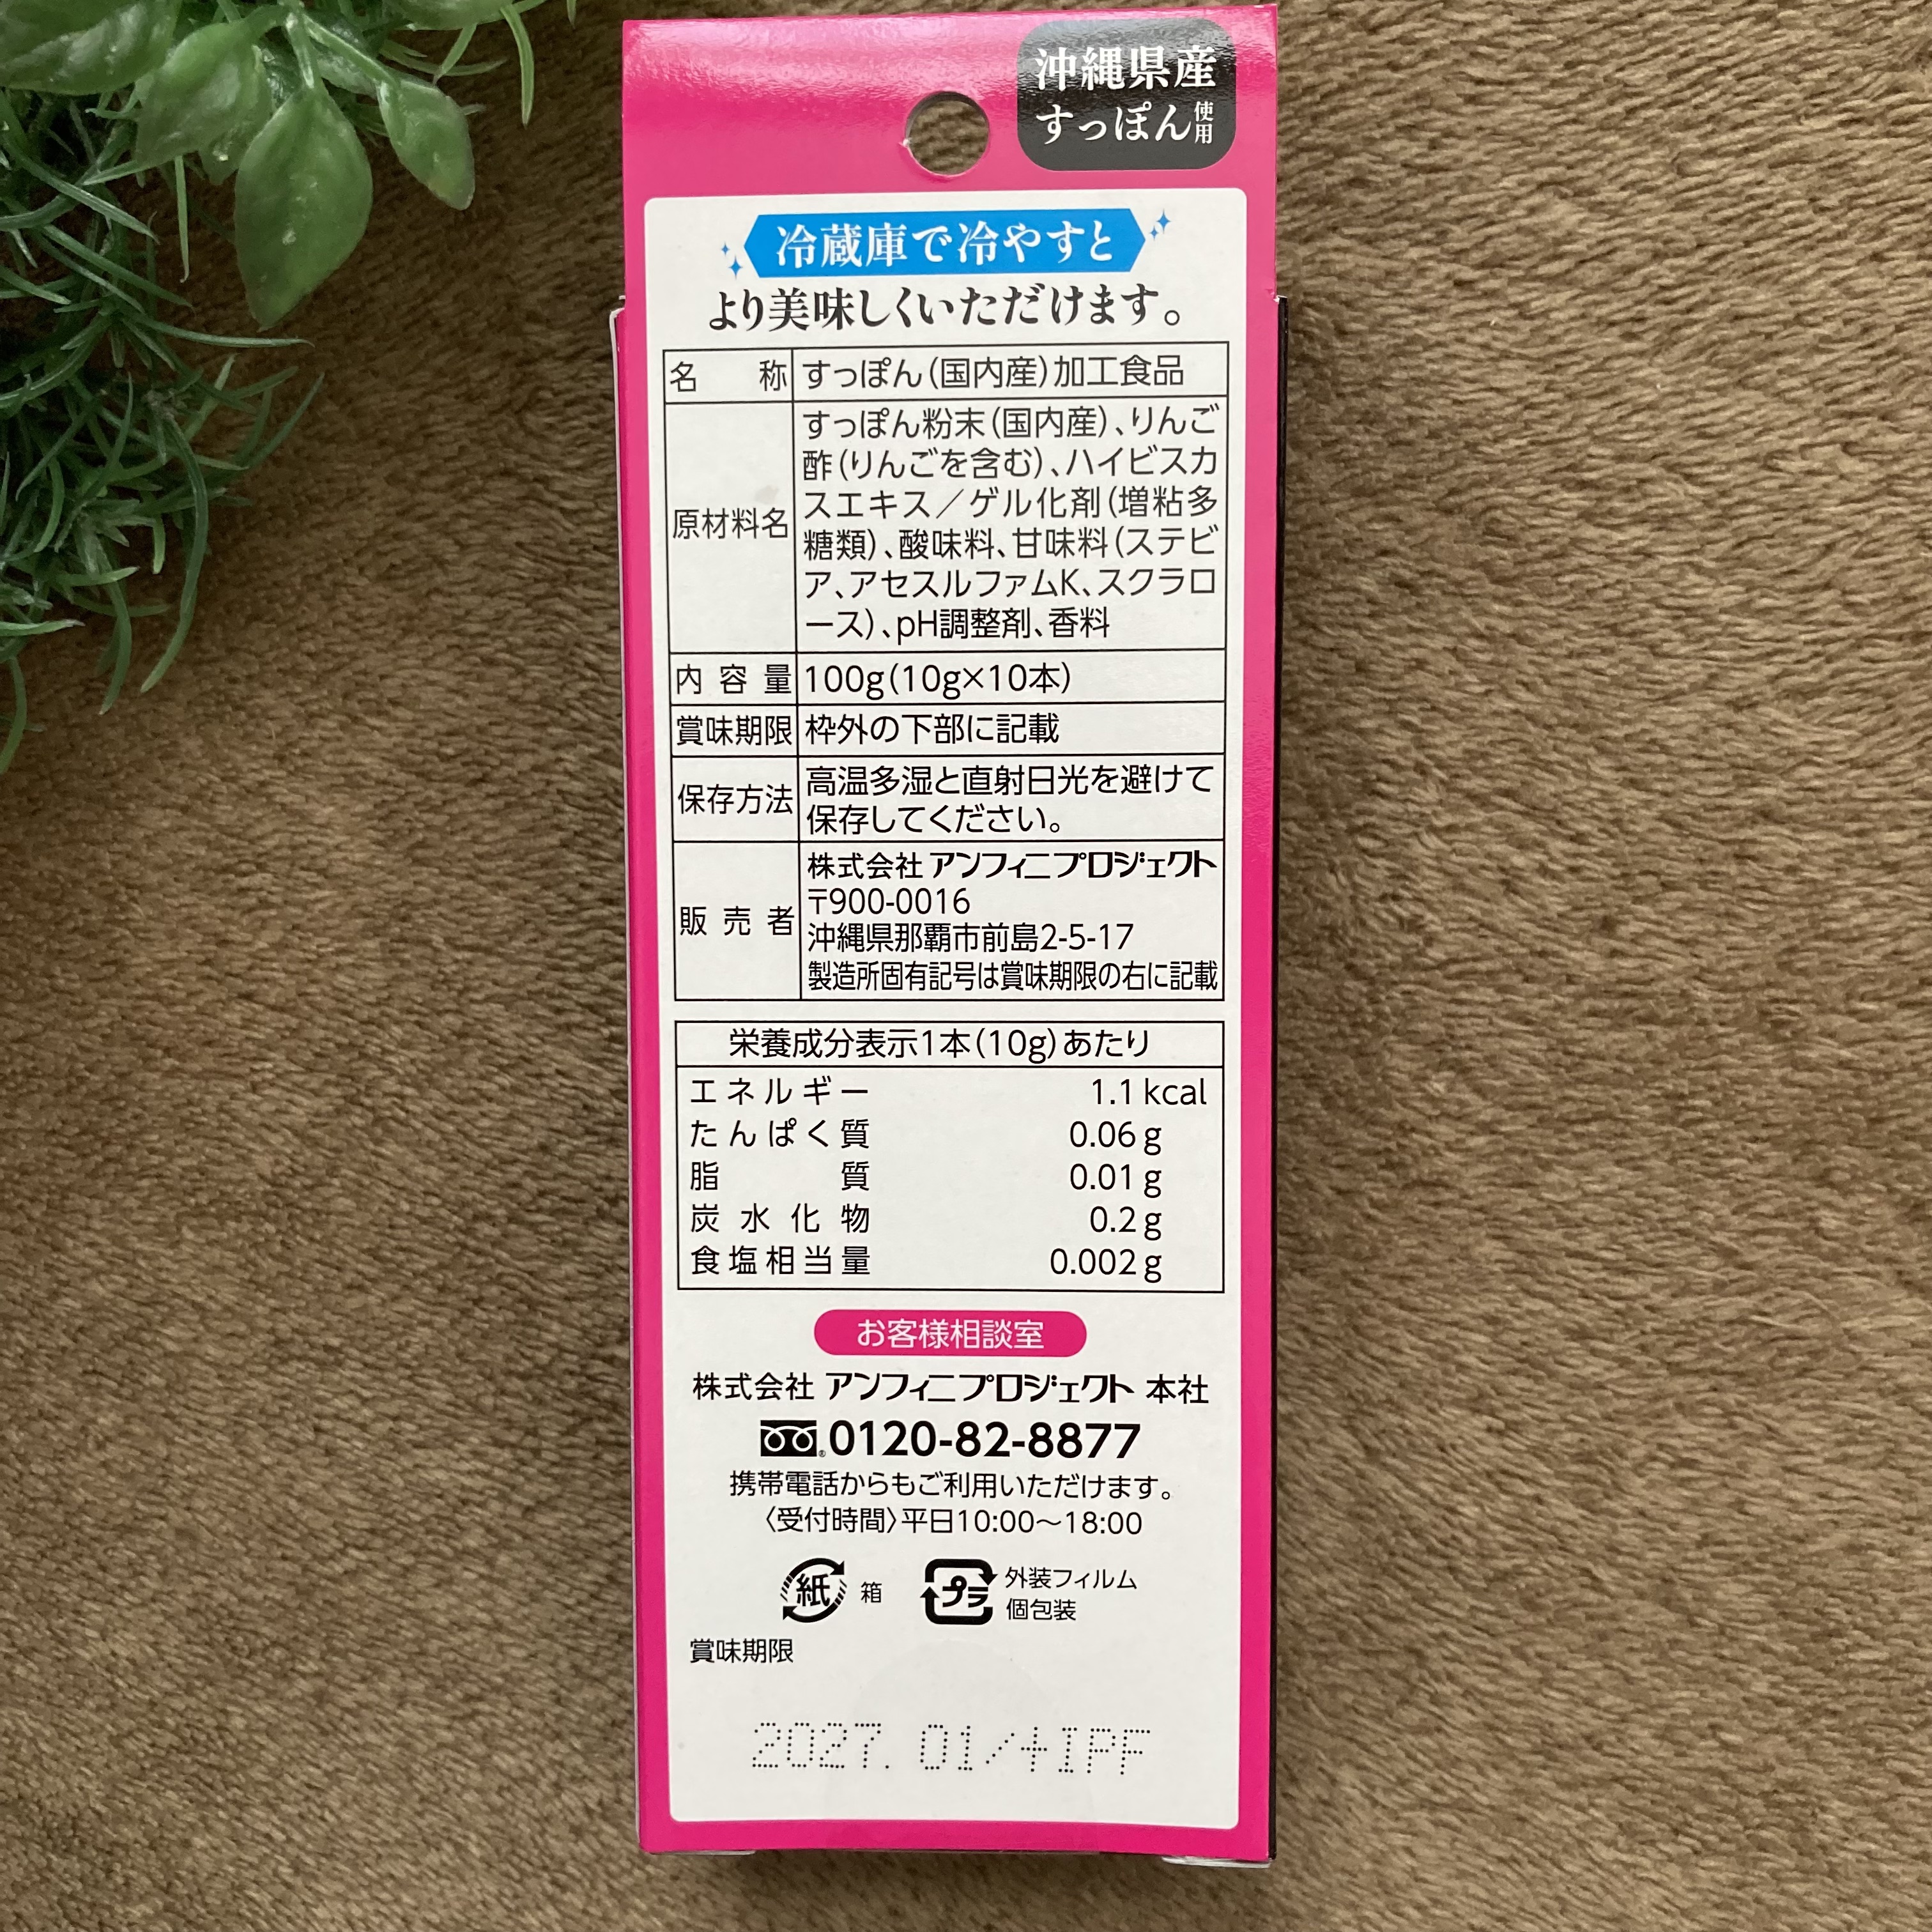 沖縄県産
すっぽん使用
冷蔵庫で冷やすと
より美味しくいただけます。
名称 すっぽん(国内産)加工食品
原材料名 すっぽん粉末(国内産)、りんご
酢(りんごを含む)、ハイビスカ
スエキス／ゲル化剤(増粘多
糖類)、酸味料、甘味料(ステビ
ア、アセスルファムK、スクラロ
ース)、pH調整剤、香料
内容量 100g(10g×10本)
賞味期限 枠外の下部に記載
保存方法 高温多湿と直射日光を避けて
保存してください。
販売者 株式会社 アンフィニプロジェクト
〒900-0016
沖縄県那覇市前島2-5-17
製造所固有記号は賞味期限の右に記載
栄養成分表示1本(10g)あたり
エネルギー 1.1kcal
たんぱく質 0.06g
脂質 0.01g
炭水化物 0.2g
食塩相当量 0.002g
お客様相談室
株式会社 アンフィニプロジェクト 本社
0120-82-8877
携帯電話からもご利用いただけます。
〈受付時間〉平日10:00〜18:00
紙 箱
プラ 外装フィルム
個包装
賞味期限
2027.01/+IPF